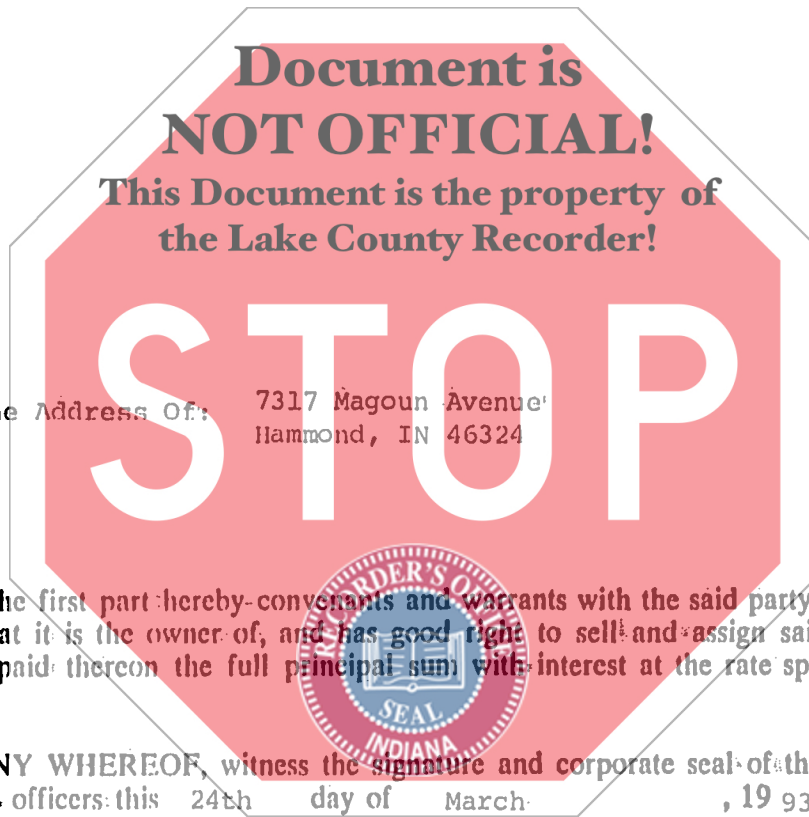 Document is
NOT OFFICIAL!
This Document is the property of
the Lake County Recorder!
STOP
e Address Of: 7317 Magoun Avenue
Hammond, IN 46324
he first part hereby convenants and warrants with the said party
at it is the owner of, and has good right to sell and assign sai
paid thereon the full principal sum with interest at the rate sp
RECORDER'S OF
SEAL
INDIANA
NY WHEREOF, witness the signature and corporate seal of th
officers this 24th day of March , 19 93